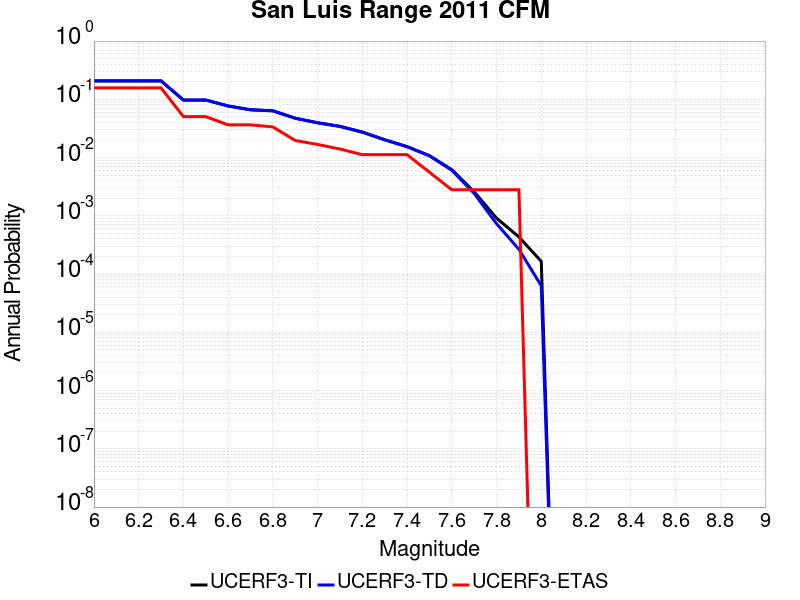 San Luis Range 2011 CFM
10^0
10^-1
10^-2
10^-3
10^-4
10^-5
10^-6
10^-7
10^-8
Annual Probability
6 6.2 6.4 6.6 6.8 7 7.2 7.4 7.6 7.8 8 8.2 8.4 8.6 8.8 9
Magnitude
UCERF3-TI UCERF3-TD UCERF3-ETAS